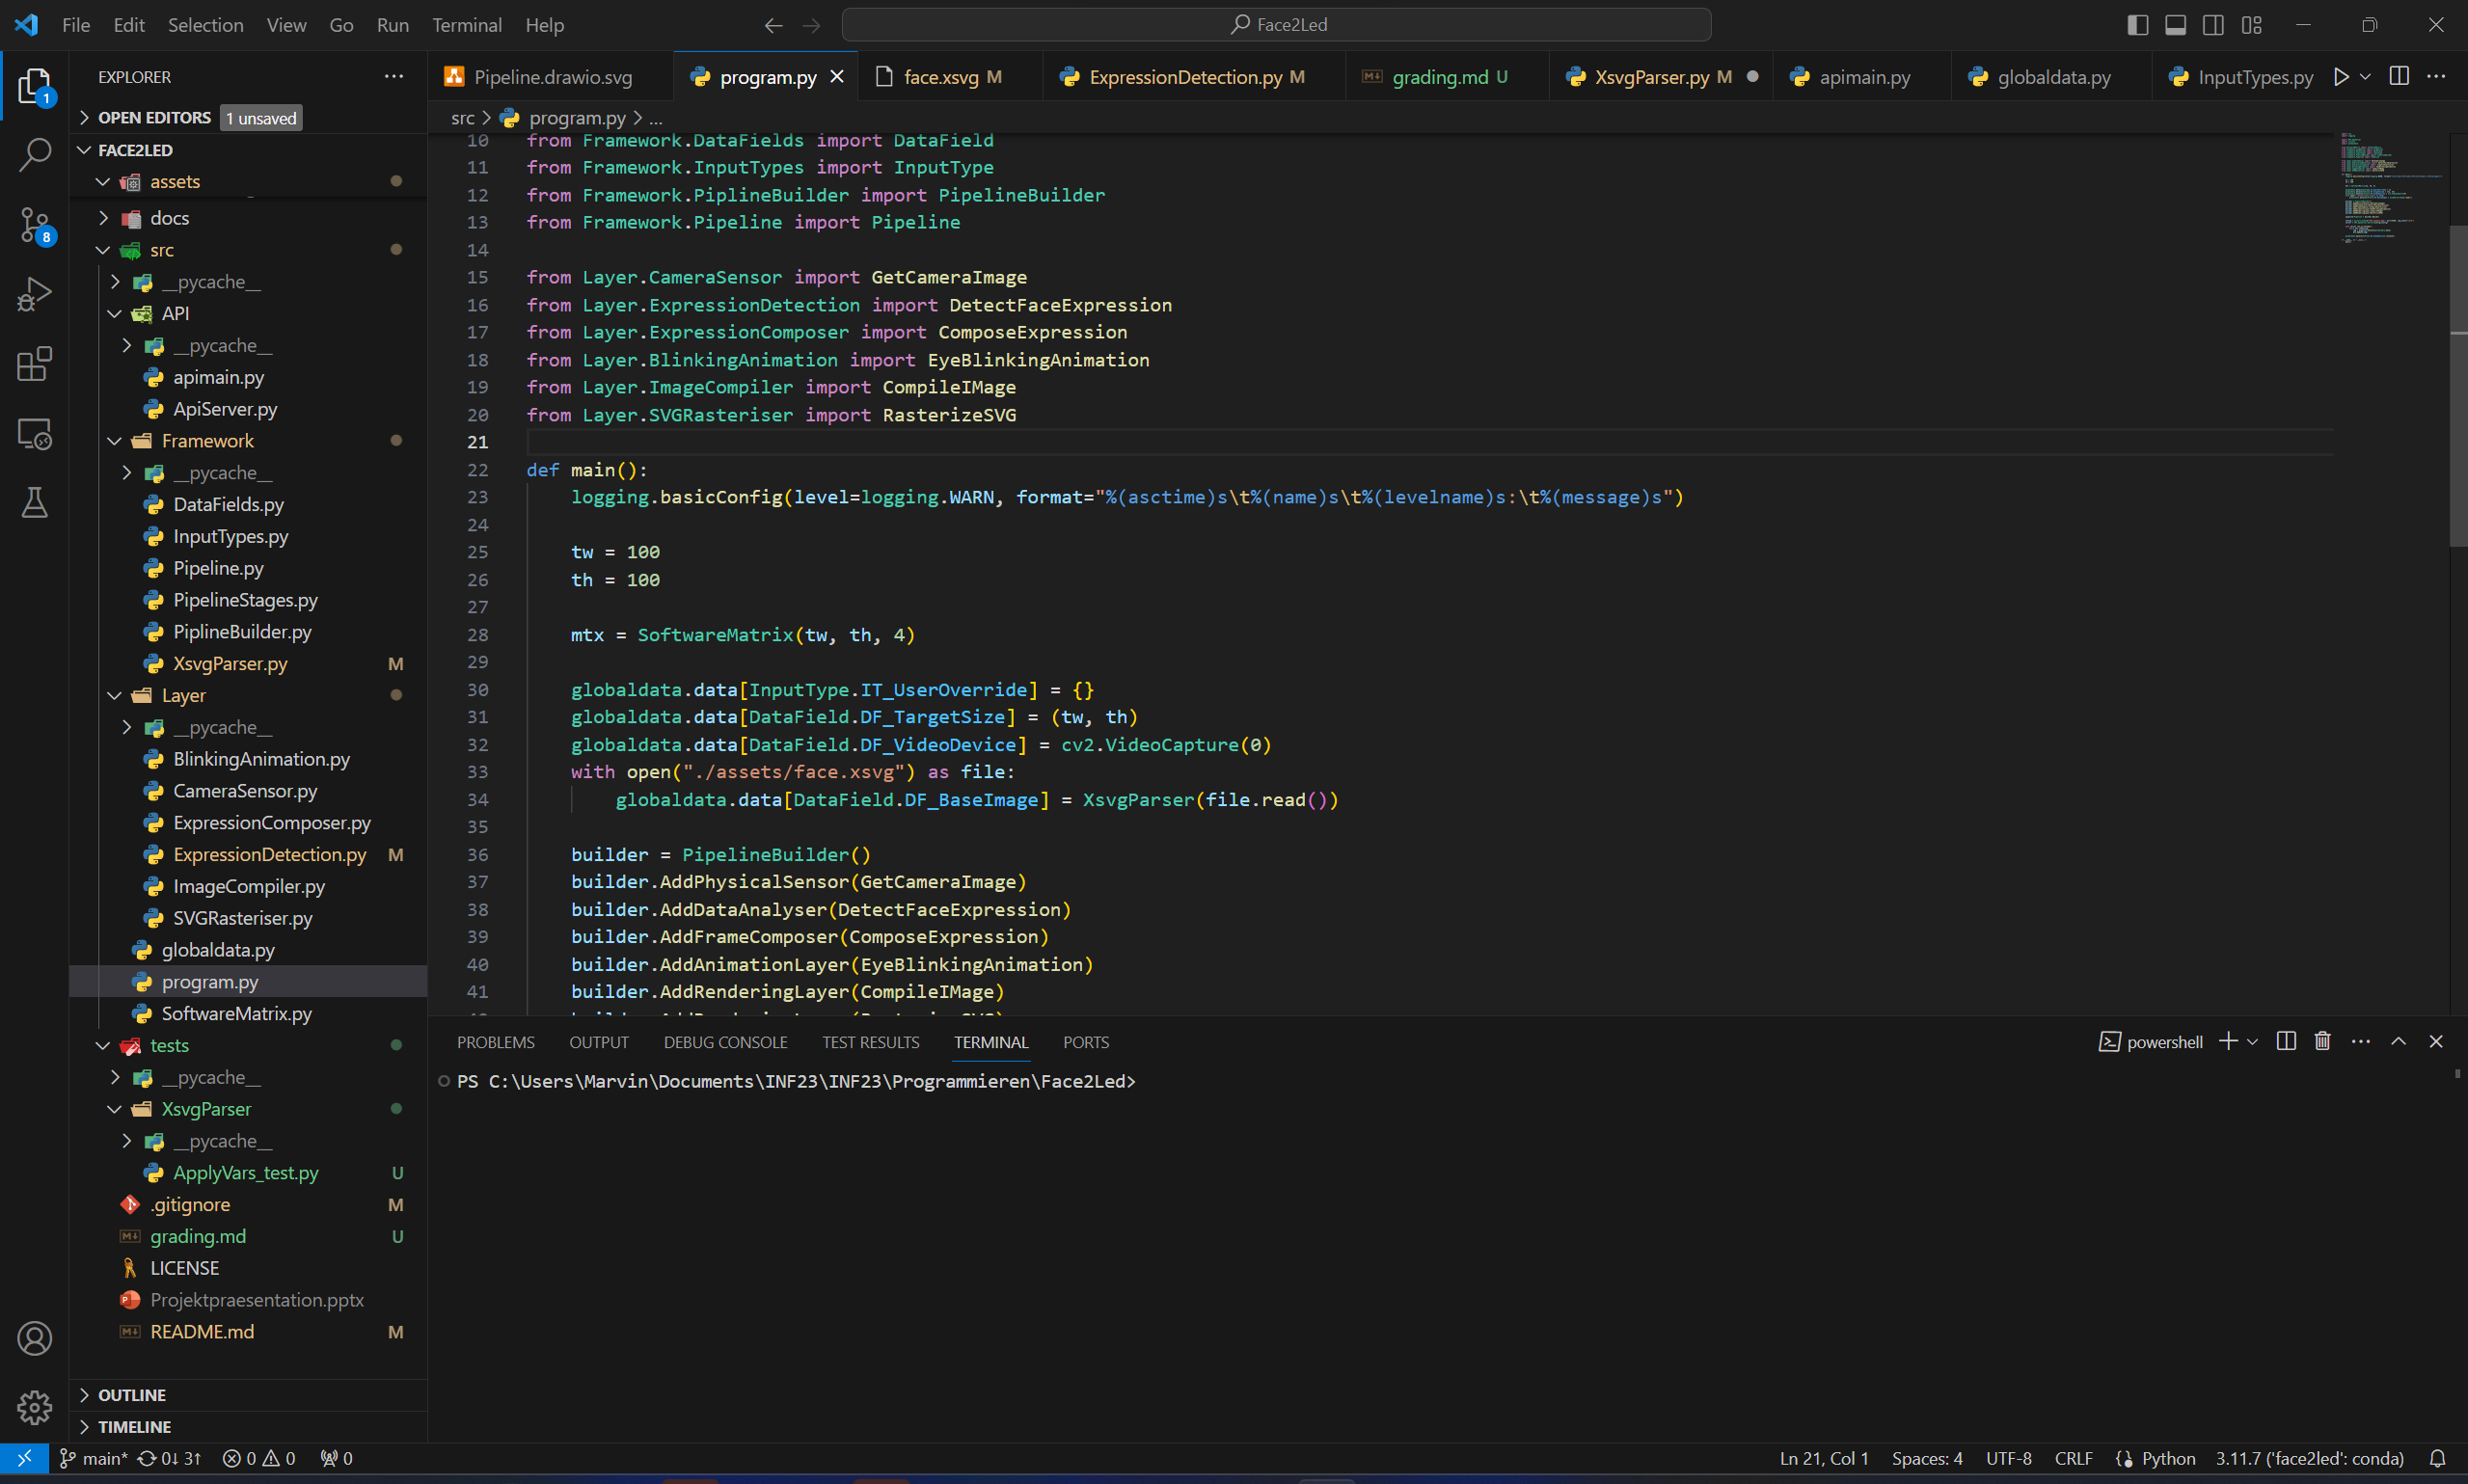 File Edit Selection View Go Run Terminal Help
Face2Led
EXPLORER
OPEN EDITORS 1 unsaved
FACE2LED
assets
docs
src
__pycache__
API
__pycache__
apimain.py
ApiServer.py
Framework
__pycache__
DataFields.py
InputTypes.py
Pipeline.py
PipelineStages.py
PiplineBuilder.py
XsvgParser.py M
Layer
__pycache__
BlinkingAnimation.py
CameraSensor.py
ExpressionComposer.py
ExpressionDetection.py M
ImageCompiler.py
SVGRasteriser.py
globaldata.py
program.py
SoftwareMatrix.py
tests
__pycache__
XsvgParser
__pycache__
ApplyVars_test.py U
.gitignore M
grading.md U
LICENSE
Projektpraesentation.pptx
README.md M
OUTLINE
TIMELINE
1
8
Pipeline.drawio.svg program.py face.xsvg M ExpressionDetection.py M grading.md U XsvgParser.py M apimain.py globaldata.py InputTypes.py
src > program.py > ...
10 from Framework.DataFields import DataField
11 from Framework.InputTypes import InputType
12 from Framework.PiplineBuilder import PipelineBuilder
13 from Framework.Pipeline import Pipeline
14
15 from Layer.CameraSensor import GetCameraImage
16 from Layer.ExpressionDetection import DetectFaceExpression
17 from Layer.ExpressionComposer import ComposeExpression
18 from Layer.BlinkingAnimation import EyeBlinkingAnimation
19 from Layer.ImageCompiler import CompileIMage
20 from Layer.SVGRasteriser import RasterizeSVG
21
22 def main():
23 logging.basicConfig(level=logging.WARN, format="%(asctime)s\t%(name)s\t%(levelname)s:\t%(message)s")
24
25 tw = 100
26 th = 100
27
28 mtx = SoftwareMatrix(tw, th, 4)
29
30 globaldata.data[InputType.IT_UserOverride] = {}
31 globaldata.data[DataField.DF_TargetSize] = (tw, th)
32 globaldata.data[DataField.DF_VideoDevice] = cv2.VideoCapture(0)
33 with open("./assets/face.xsvg") as file:
34 globaldata.data[DataField.DF_BaseImage] = XsvgParser(file.read())
35
36 builder = PipelineBuilder()
37 builder.AddPhysicalSensor(GetCameraImage)
38 builder.AddDataAnalyser(DetectFaceExpression)
39 builder.AddFrameComposer(ComposeExpression)
40 builder.AddAnimationLayer(EyeBlinkingAnimation)
41 builder.AddRenderingLayer(CompileIMage)
PROBLEMS OUTPUT DEBUG CONSOLE TEST RESULTS TERMINAL PORTS
powershell
PS C:\Users\Marvin\Documents\INF23\INF23\Programmieren\Face2Led>
main* 0↓ 3↑ 0 0 0
Ln 21, Col 1 Spaces: 4 UTF-8 CRLF Python 3.11.7 ('face2led': conda)